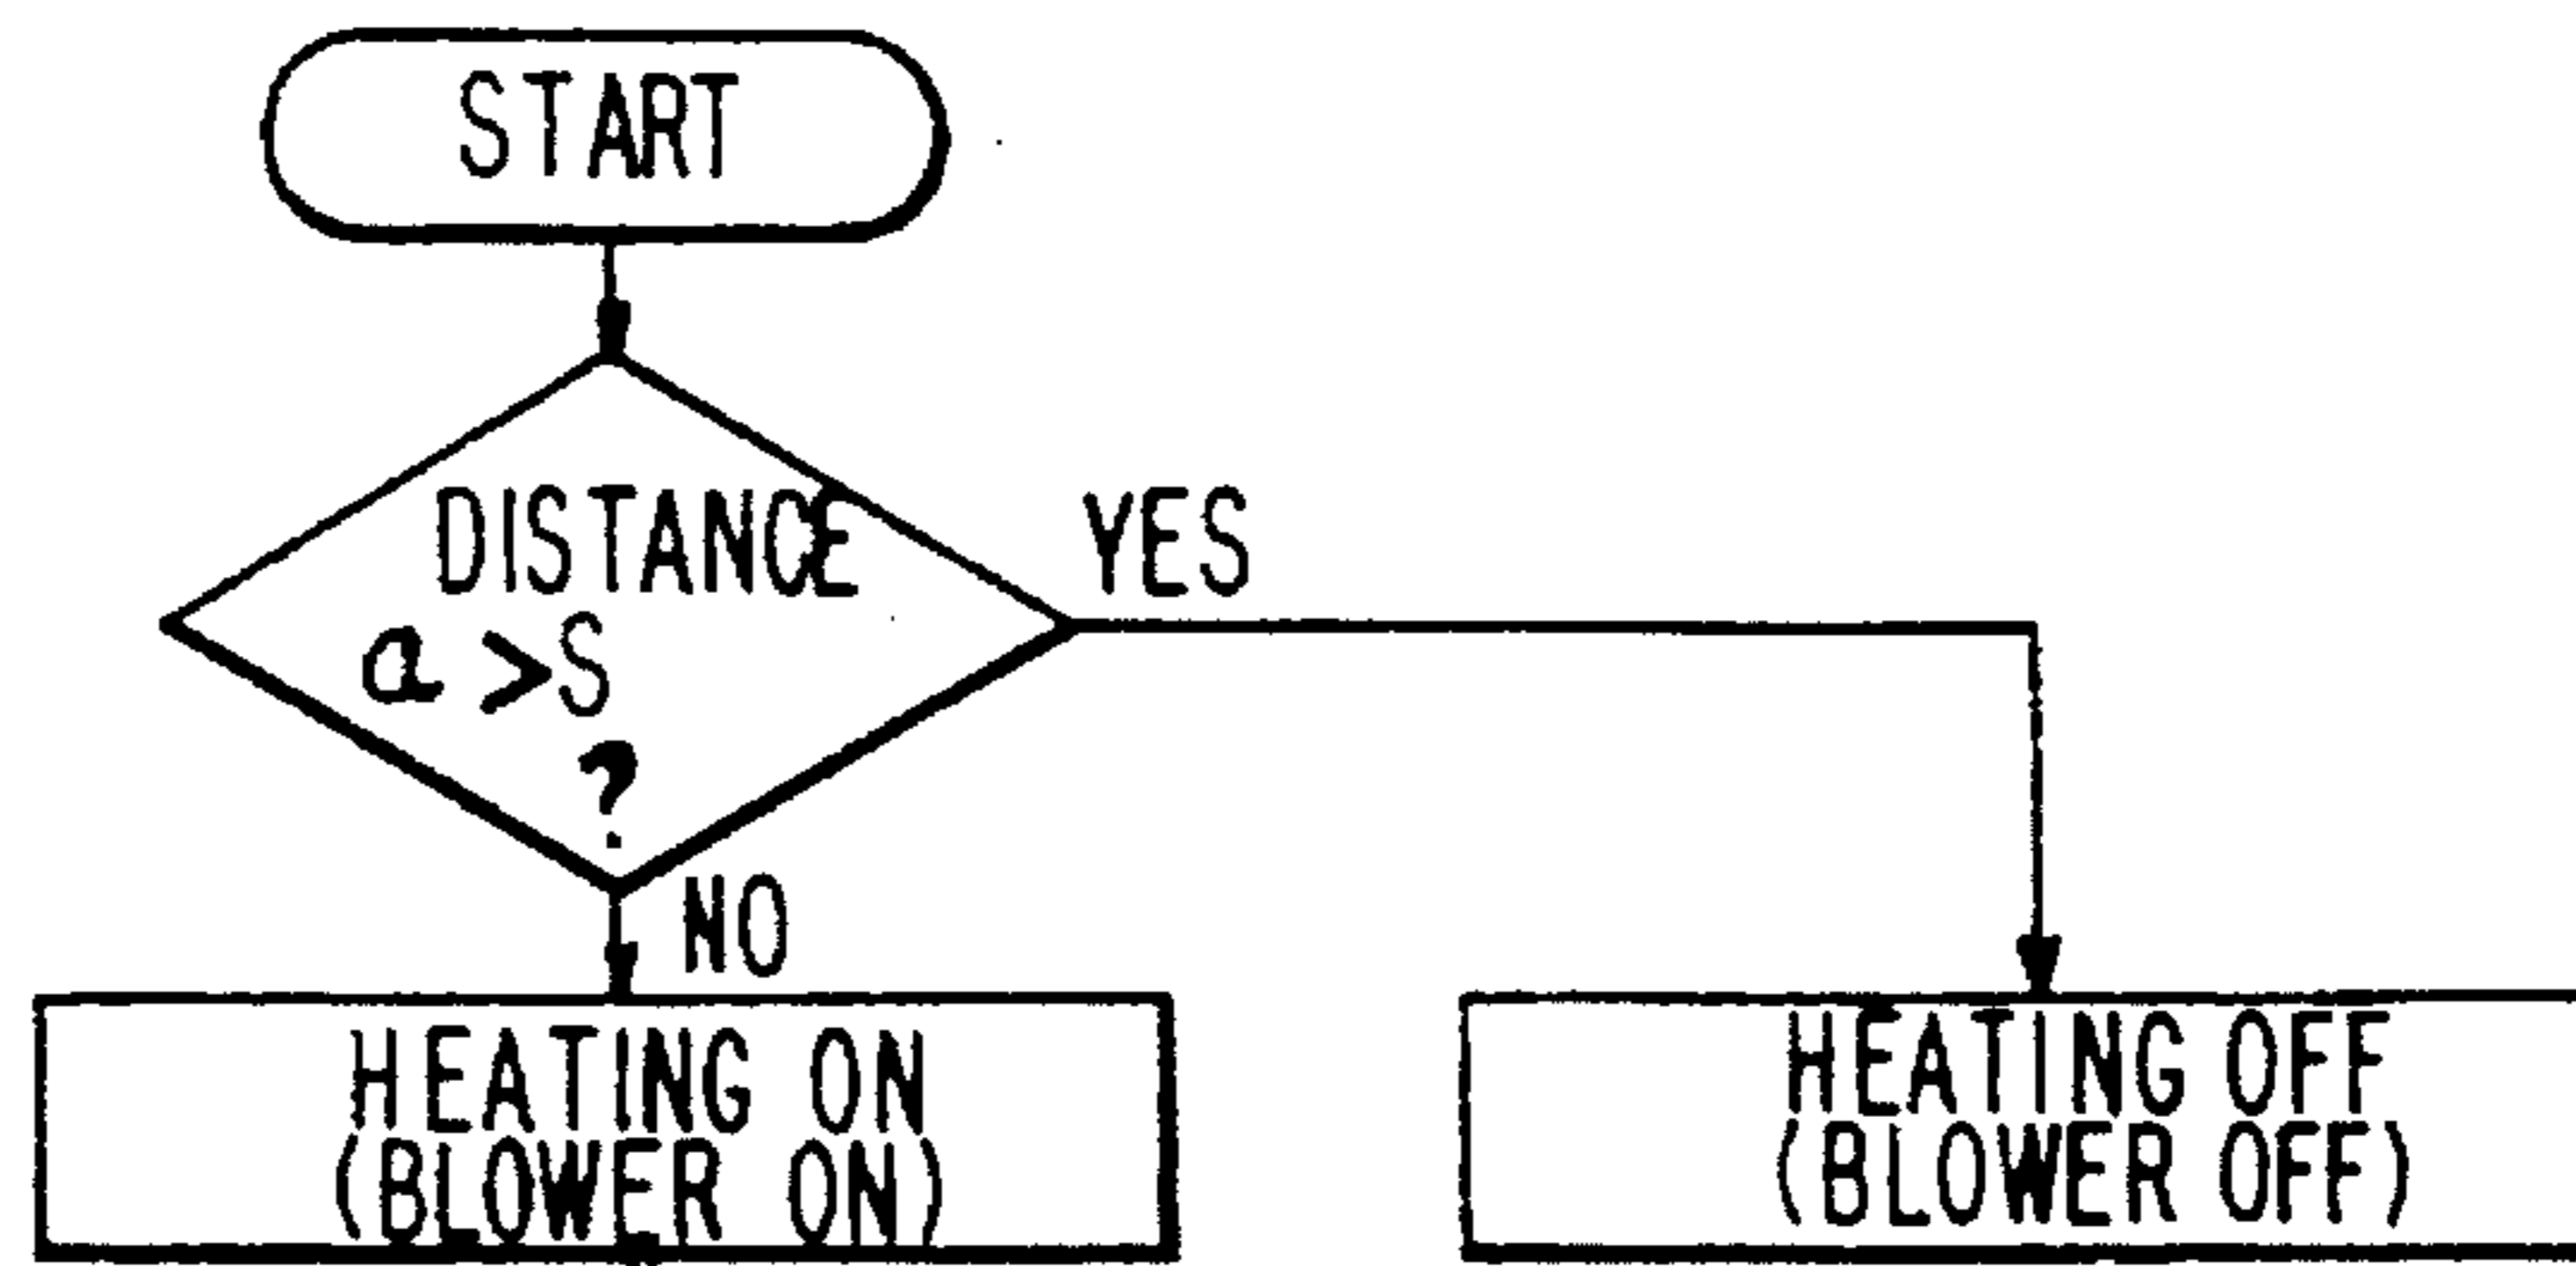 START
DISTANCE
a >S
?
YES
NO
HEATING ON
(BLOWER ON)
HEATING OFF
(BLOWER OFF)